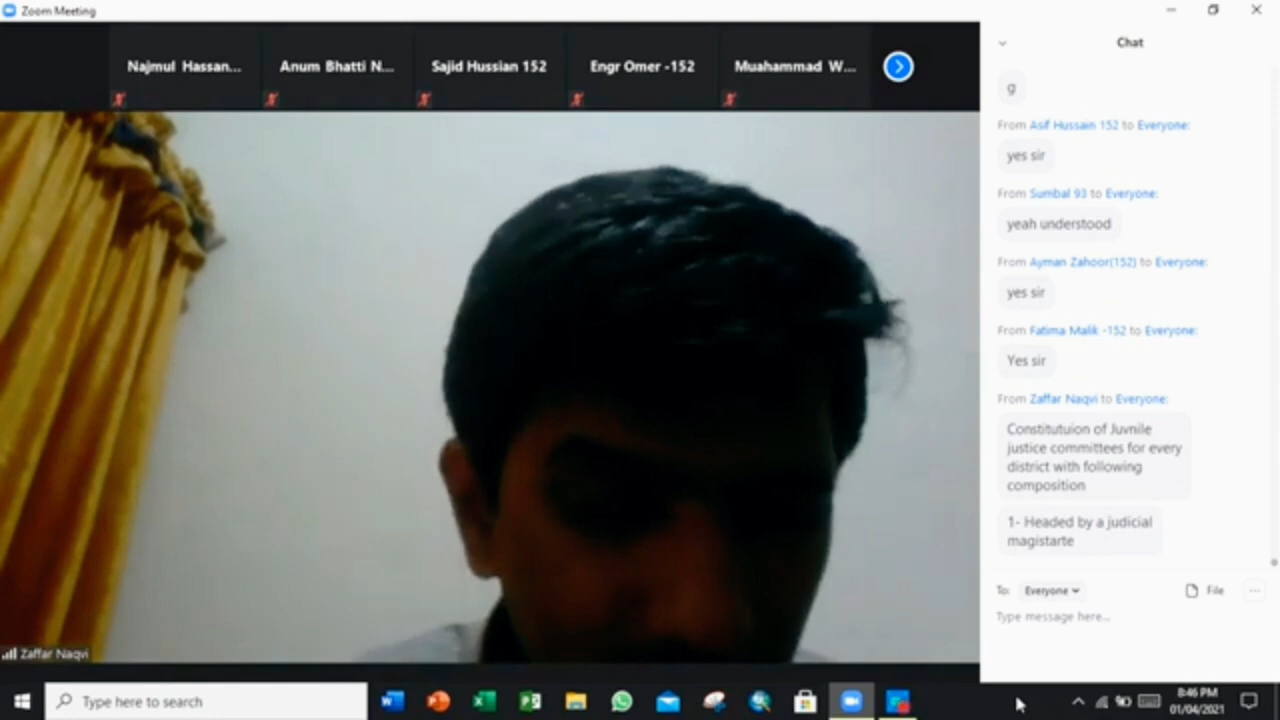 Zoom Meeting
Najmul Hassan...
Anum Bhatti N...
Sajid Hussian 152
Engr Omer -152
Muahammad W...
Chat
g
From Asif Hussain 152 to Everyone:
yes sir
From Sumbal 93 to Everyone:
yeah understood
From Ayman Zahoor(152) to Everyone:
yes sir
From Fatima Malik -152 to Everyone:
Yes sir
From Zaffar Naqvi to Everyone:
Constitutuion of Juvnile
justice committees for every
district with following
composition
1- Headed by a judicial
magistarte
To: Everyone
File
Type message here...
Zaffar Naqvi
Type here to search
8:46 PM
01/04/2021